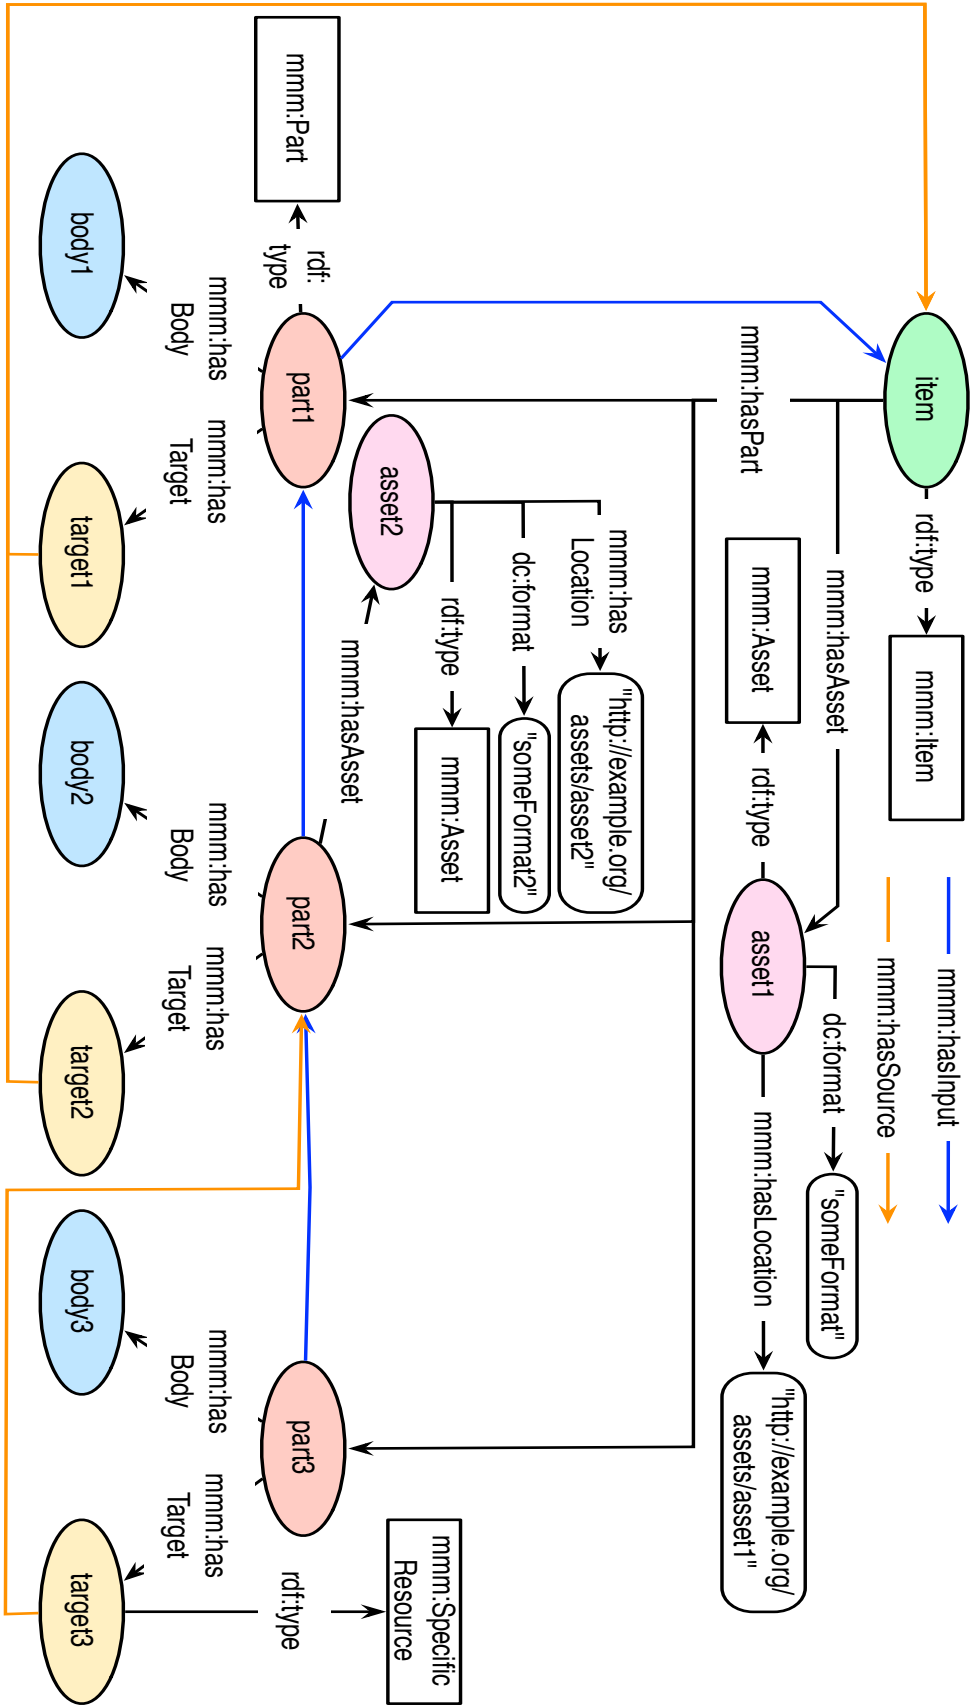 mmm:hasInput
item
rdf:type
mmm:Item
mmm:hasSource
mmm:hasAsset
dc:format
"someFormat"
mmm:hasPart
mmm:Asset
rdf:type
asset1
mmm:hasLocation
"http://example.org/
assets/asset1"
mmm:has
Location
"http://example.org/
assets/asset2"
dc:format
"someFormat2"
rdf:type
mmm:Asset
asset2
mmm:hasAsset
mmm:Specific
Resource
mmm:Part
rdf:
type
part1
part2
part3
rdf:type
mmm:has
Body
mmm:has
Target
mmm:has
Body
mmm:has
Target
mmm:has
Body
mmm:has
Target
body1
target1
body2
target2
body3
target3